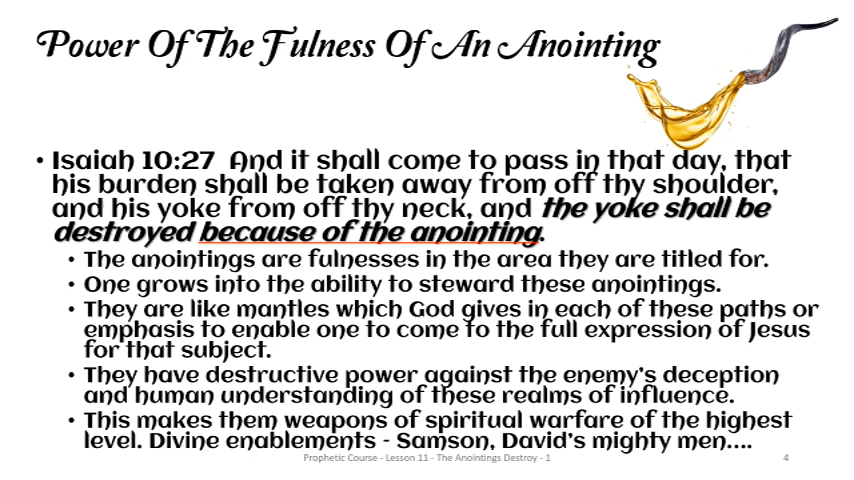 Power Of The Fulness Of An Anointing
• Isaiah 10:27  And it shall come to pass in that day, that
his burden shall be taken away from off thy shoulder,
and his yoke from off thy neck, and the yoke shall be
destroyed because of the anointing.
• The anointings are fulnesses in the area they are titled for.
• One grows into the ability to steward these anointings.
• They are like mantles which God gives in each of these paths or
emphasis to enable one to come to the full expression of Jesus
for that subject.
• They have destructive power against the enemy's deception
and human understanding of these realms of influence.
• This makes them weapons of spiritual warfare of the highest
level. Divine enablements - Samson, David's mighty men....
Prophetic Course - Lesson 11 - The Anointings Destroy - 1
4